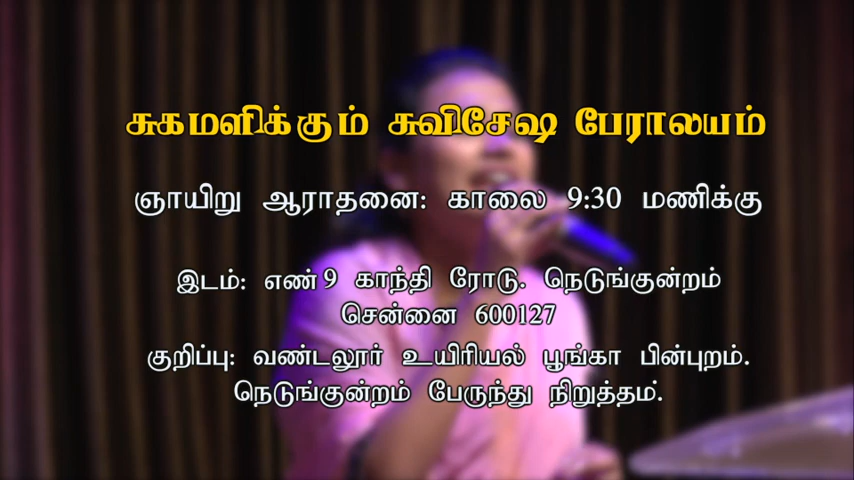 சுகமளிக்கும் சுவிசேஷ பேராலயம்
ஞாயிறு ஆராதனை: காலை 9:30 மணிக்கு
இடம்: எண் 9 காந்தி ரோடு. நெடுங்குன்றம்
சென்னை 600127
குறிப்பு: வண்டலூர் உயிரியல் பூங்கா பின்புறம்.
நெடுங்குன்றம் பேருந்து நிறுத்தம்.